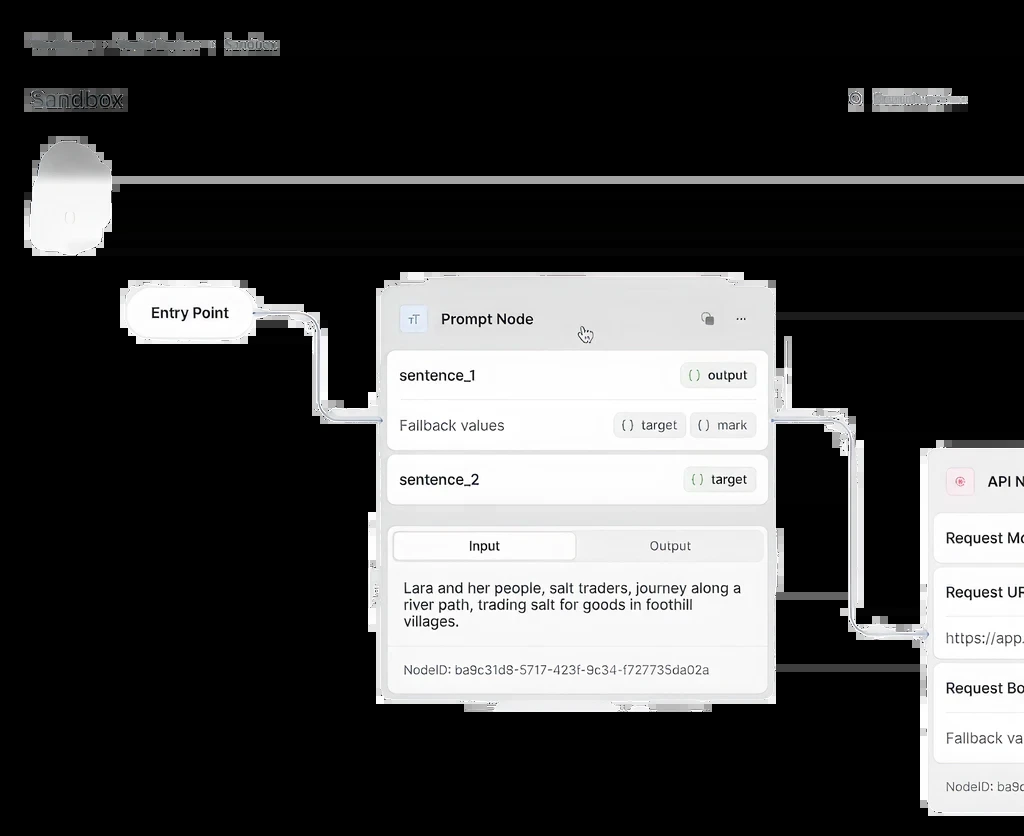 Sandbox
Sandbox
Entry Point
Prompt Node
...
sentence_1
{} output
Fallback values
{} target
{} mark
sentence_2
{} target
Input
Output
Lara and her people, salt traders, journey along a
river path, trading salt for goods in foothill
villages.
NodeID: ba9c31d8-5717-423f-9c34-f727735da02a
API N
Request Mo
Request UR
https://app.
Request Bo
Fallback va
NodeID: ba9c